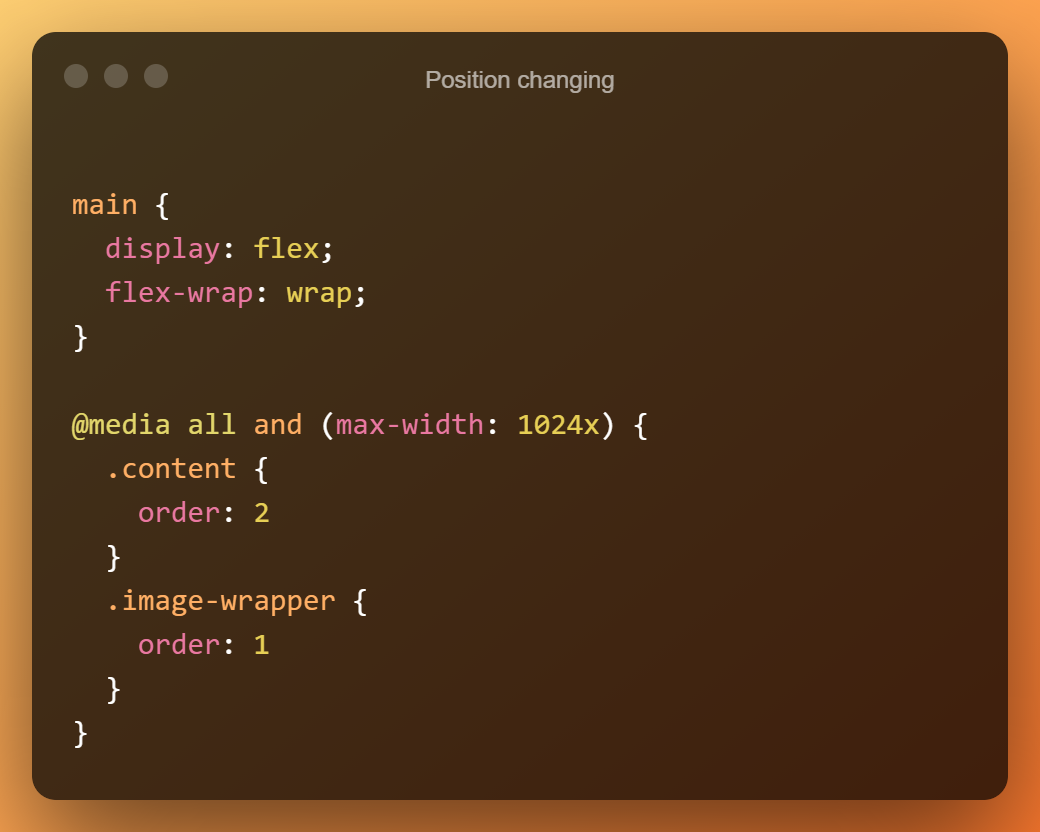 Position changing
main {
  display: flex;
  flex-wrap: wrap;
}
@media all and (max-width: 1024x) {
  .content {
    order: 2
  }
  .image-wrapper {
    order: 1
  }
}